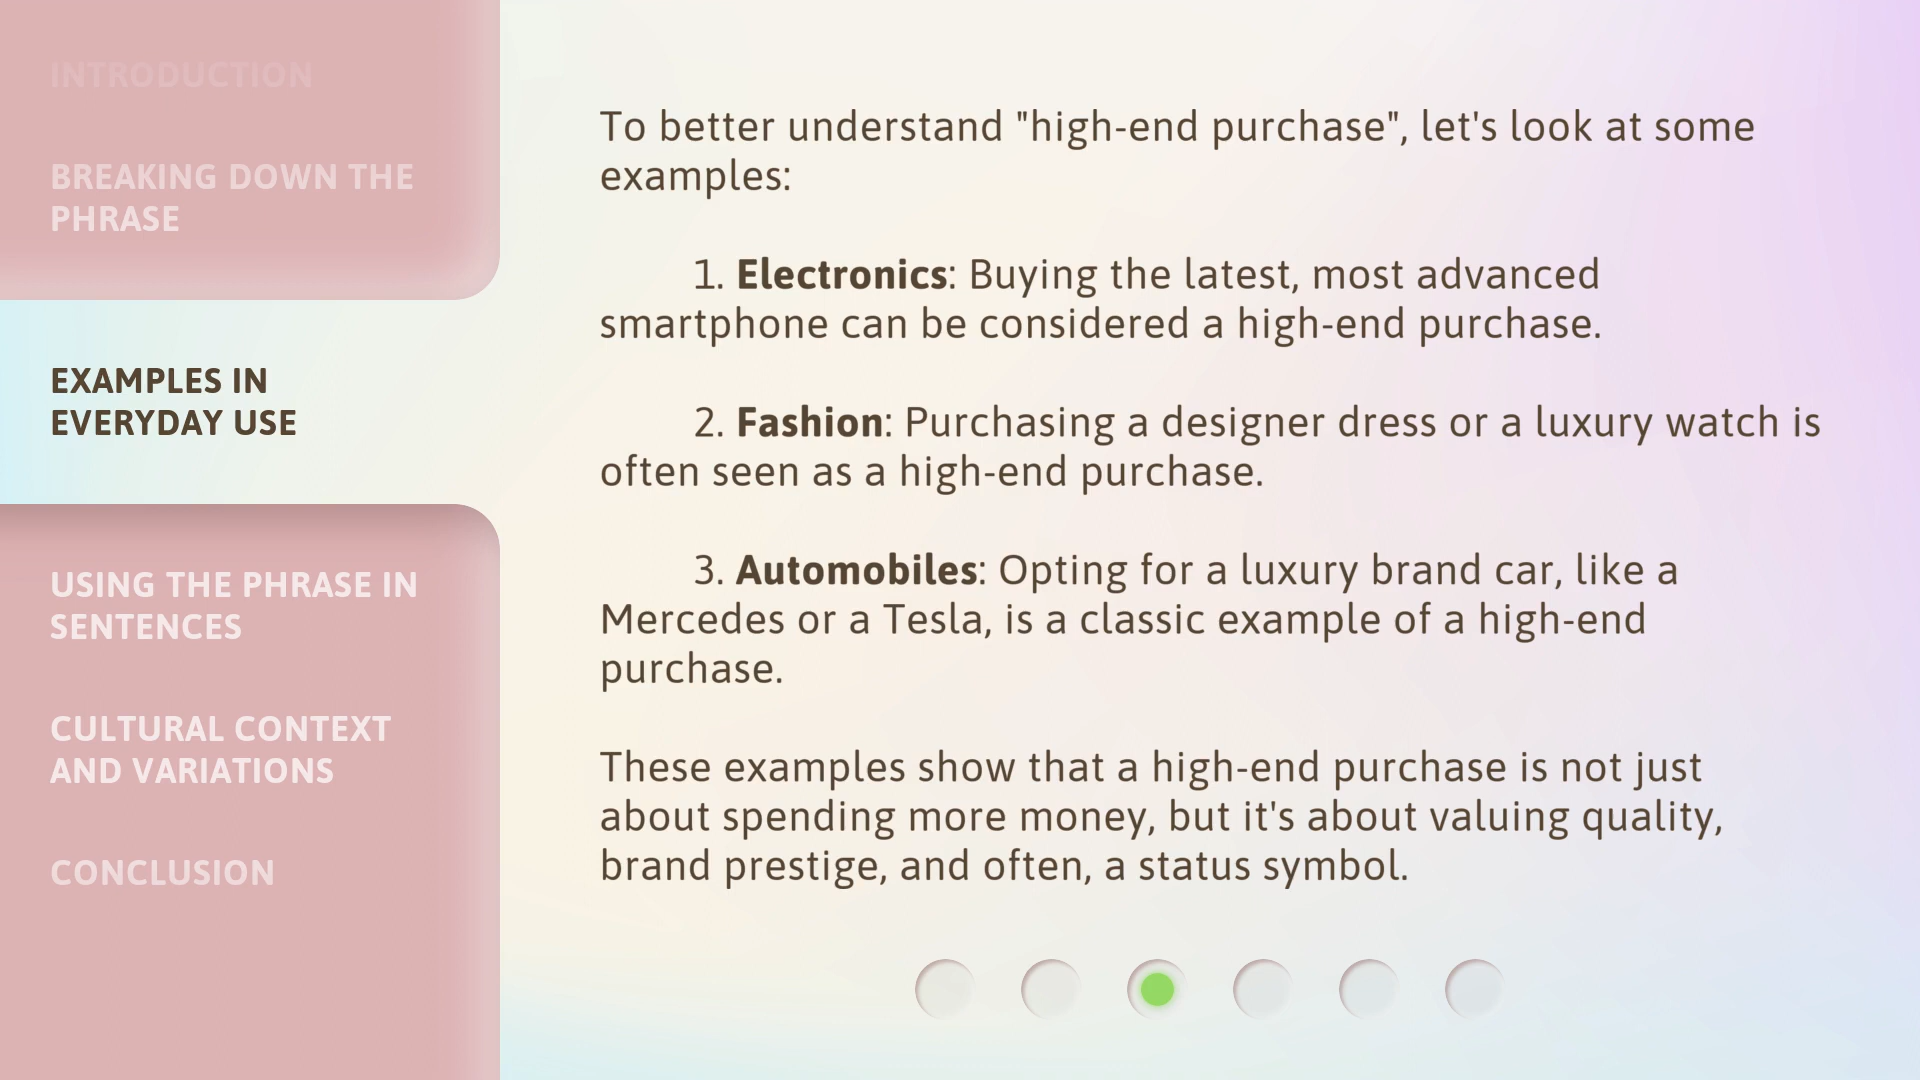 INTRODUCTION
BREAKING DOWN THE
PHRASE
EXAMPLES IN
EVERYDAY USE
USING THE PHRASE IN
SENTENCES
CULTURAL CONTEXT
AND VARIATIONS
CONCLUSION
To better understand "high-end purchase", let's look at some
examples:
1. Electronics: Buying the latest, most advanced
smartphone can be considered a high-end purchase.
2. Fashion: Purchasing a designer dress or a luxury watch is
often seen as a high-end purchase.
3. Automobiles: Opting for a luxury brand car, like a
Mercedes or a Tesla, is a classic example of a high-end
purchase.
These examples show that a high-end purchase is not just
about spending more money, but it's about valuing quality,
brand prestige, and often, a status symbol.